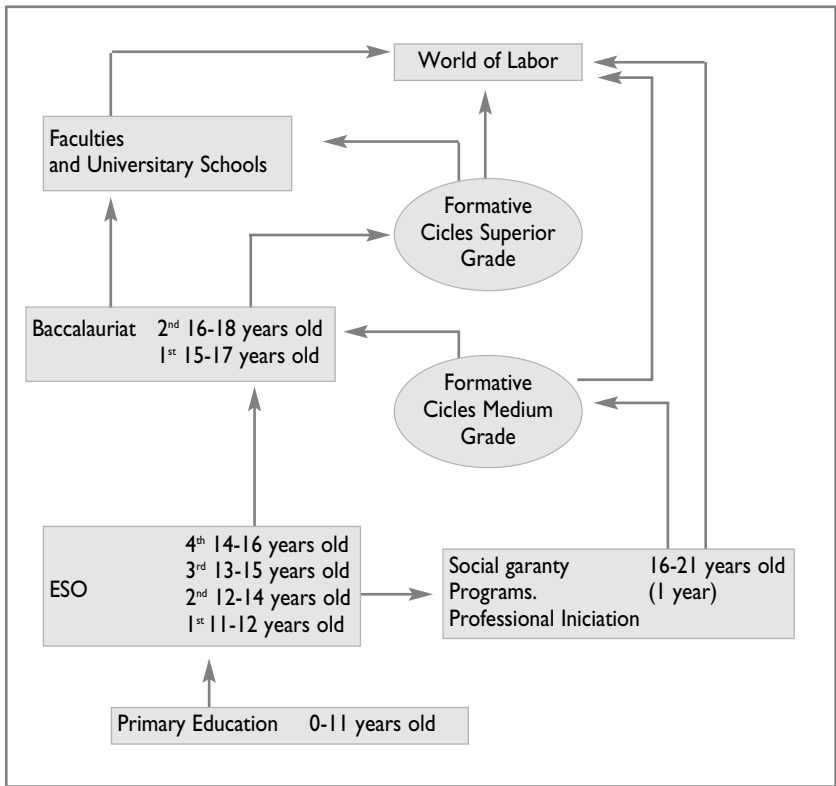 World of Labor
Faculties
and Universitary Schools
Formative
Cicles Superior
Grade
Baccalauriat 2nd 16-18 years old
1st 15-17 years old
Formative
Cicles Medium
Grade
4th 14-16 years old
3rd 13-15 years old
ESO
2nd 12-14 years old
1st 11-12 years old
Social garanty 16-21 years old
Programs. (1 year)
Professional Iniciation
Primary Education 0-11 years old